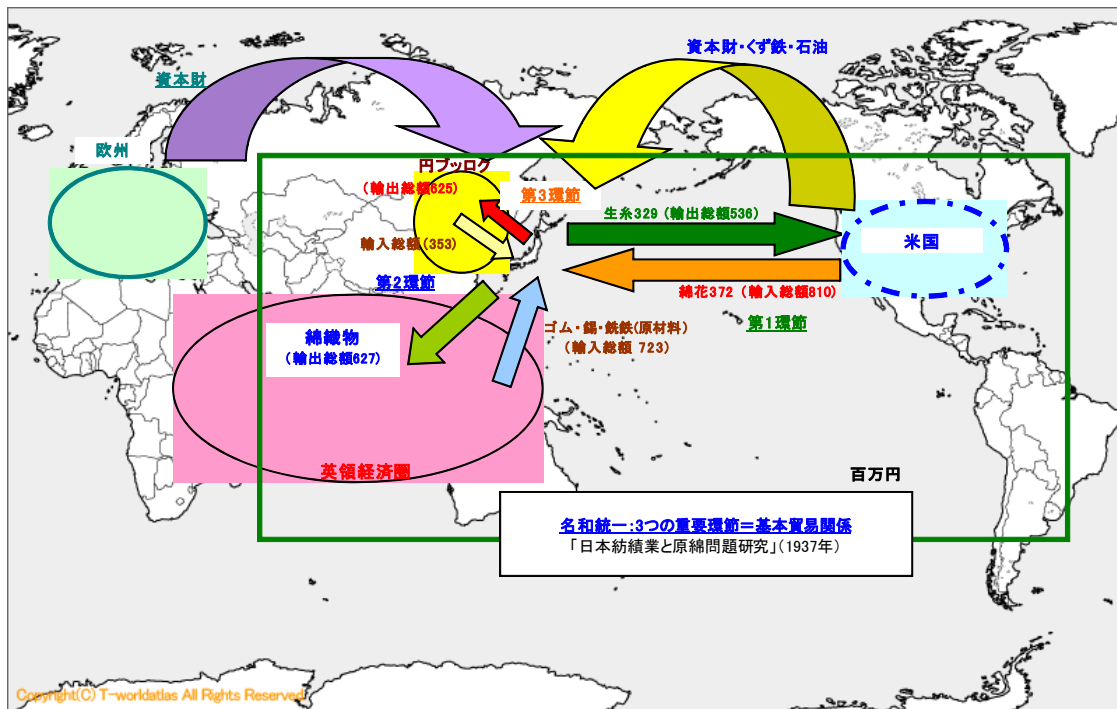 資本財・くず鉄・石油
資本財
欧州
円ブッログ
(輸出総額625)
第3環節
生糸329 (輸出総額536)
米国
輸入総額(353)
第2環節
綿花372 (輸入総額810)
第1環節
綿織物
(輸出総額627)
ゴム・錫・銑鉄(原材料)
(輸入総額 723)
英領経済圏
百万円
名和統一:3つの重要環節=基本貿易関係
「日本紡績業と原綿問題研究」(1937年)
Copyright(C) T-worldatlas All Rights Reserved